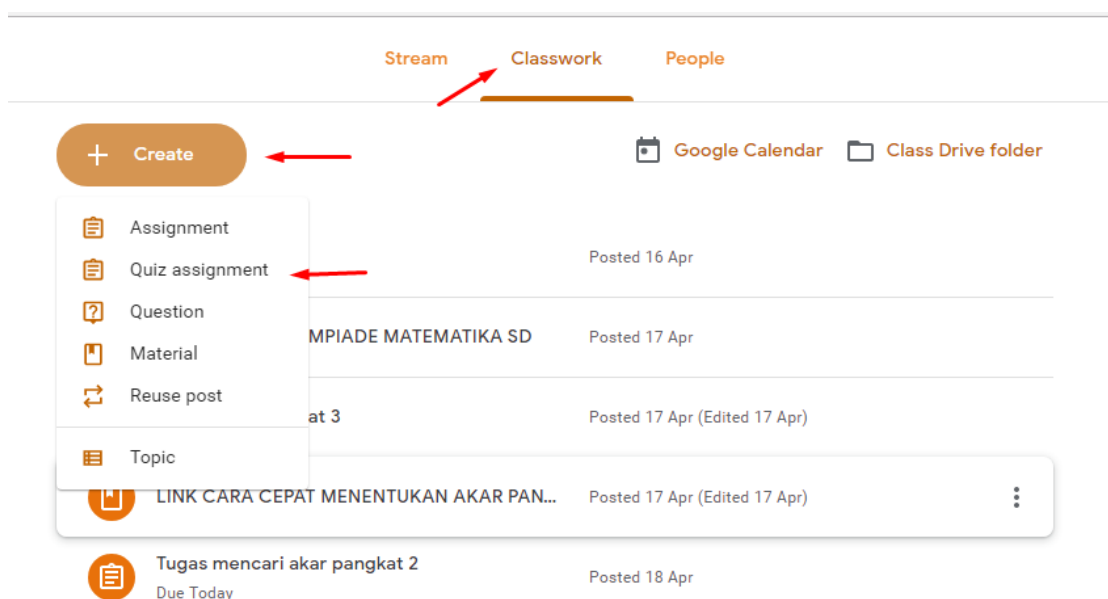 Stream Classwork People
+ Create Google Calendar Class Drive folder
Assignment
Quiz assignment
Posted 16 Apr
Question
MPIADE MATEMATIKA SD Posted 17 Apr
Material
Reuse post
at 3 Posted 17 Apr (Edited 17 Apr)
Topic
LINK CARA CEPAT MENENTUKAN AKAR PAN... Posted 17 Apr (Edited 17 Apr)
Tugas mencari akar pangkat 2
Posted 18 Apr
Due Today